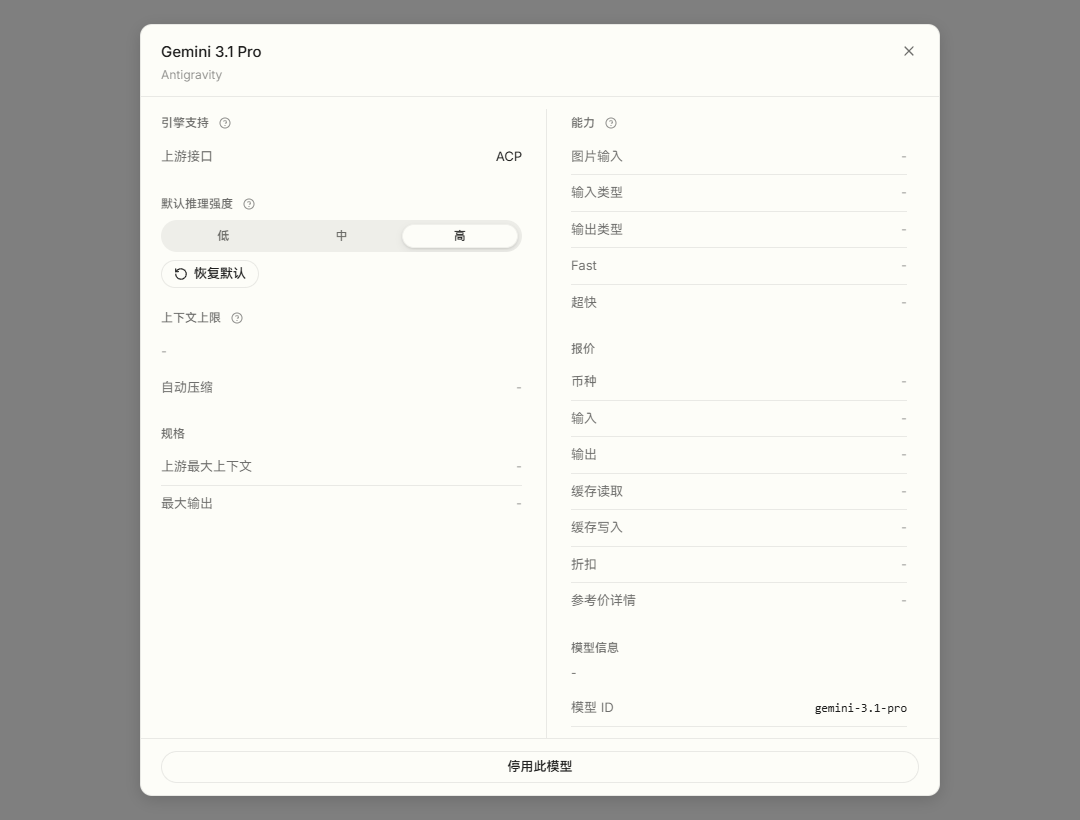 Gemini 3.1 Pro
Antigravity
引擎支持
上游接口 ACP
默认推理强度
低 中 高
恢复默认
上下文上限
-
自动压缩 -
规格
上游最大上下文 -
最大输出 -
能力
图片输入 -
输入类型 -
输出类型 -
Fast -
超快 -
报价
币种 -
输入 -
输出 -
缓存读取 -
缓存写入 -
折扣 -
参考价详情 -
模型信息
-
模型 ID gemini-3.1-pro
停用此模型